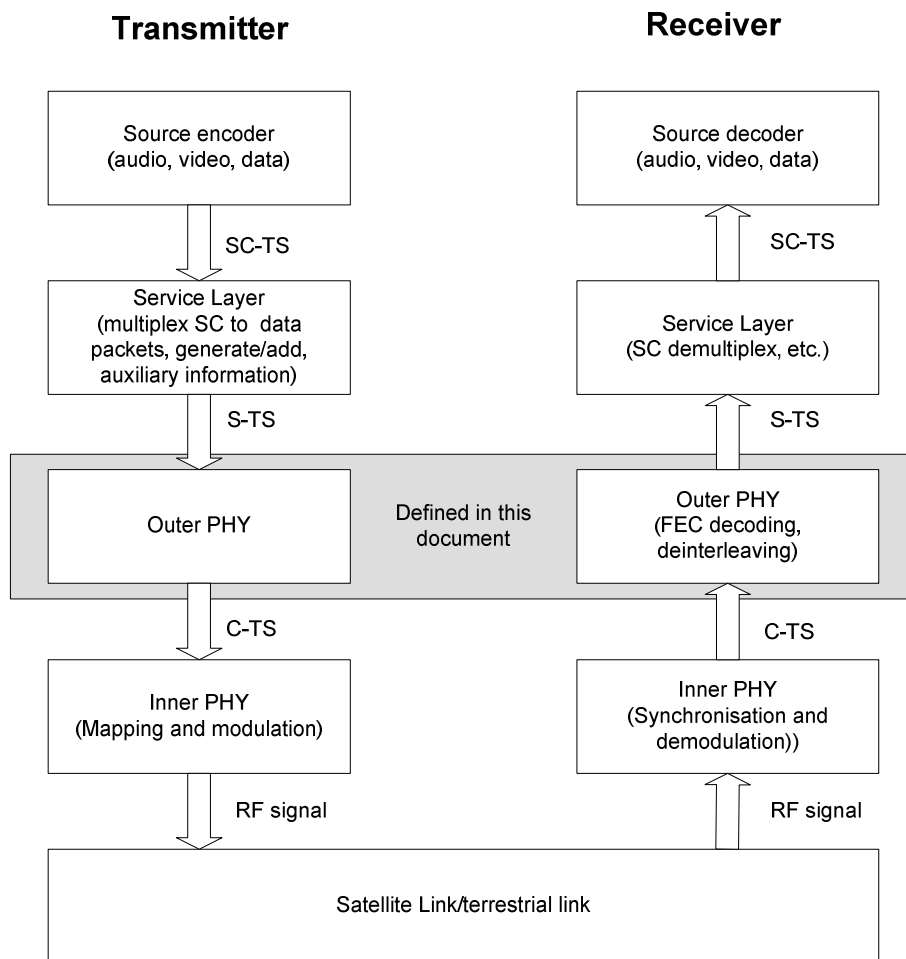 Transmitter
Receiver
Source encoder
(audio, video, data)
Source decoder
(audio, video, data)
SC-TS
SC-TS
Service Layer
(multiplex SC to data
packets, generate/add,
auxiliary information)
Service Layer
(SC demultiplex, etc.)
S-TS
S-TS
Outer PHY
Defined in this
document
Outer PHY
(FEC decoding,
deinterleaving)
C-TS
C-TS
Inner PHY
(Mapping and modulation)
Inner PHY
(Synchronisation and
demodulation))
RF signal
RF signal
Satellite Link/terrestrial link